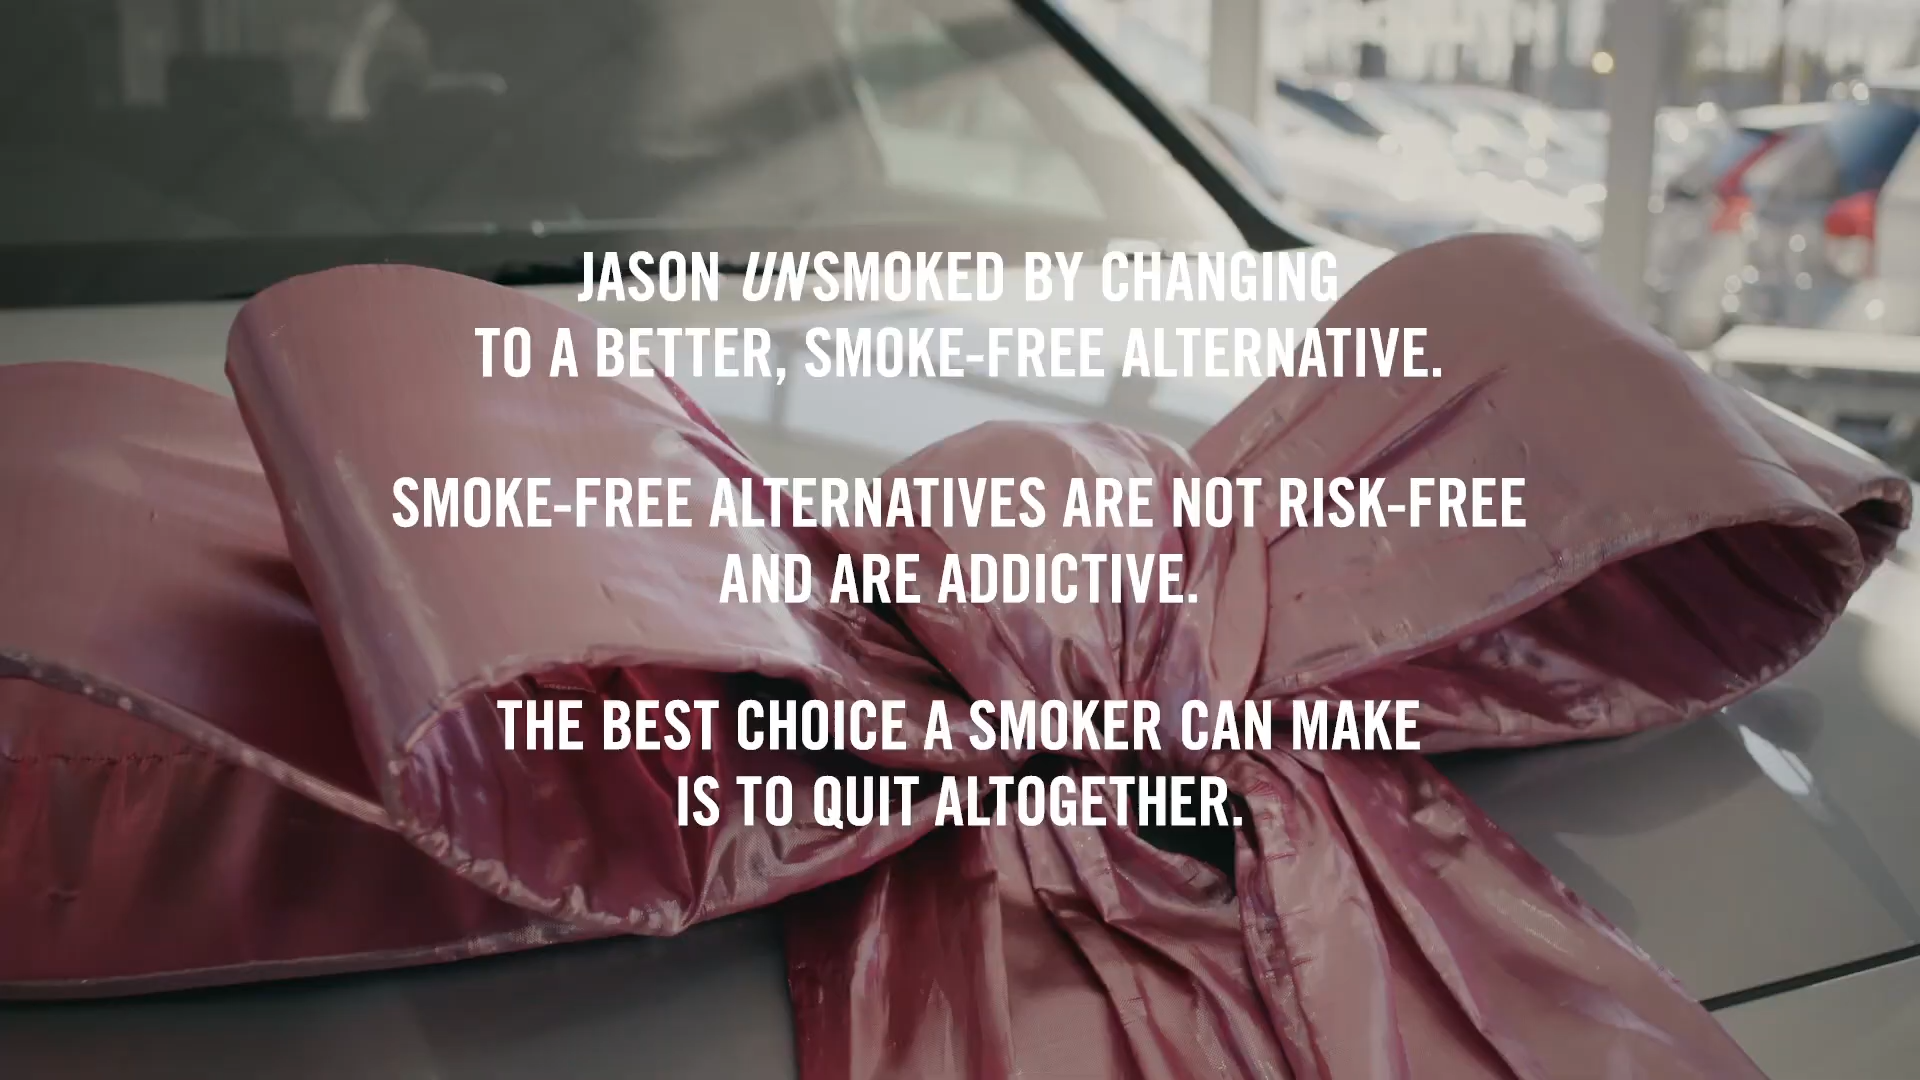 JASON UNSMOKED BY CHANGING
TO A BETTER, SMOKE-FREE ALTERNATIVE.
SMOKE-FREE ALTERNATIVES ARE NOT RISK-FREE
AND ARE ADDICTIVE.
THE BEST CHOICE A SMOKER CAN MAKE
IS TO QUIT ALTOGETHER.